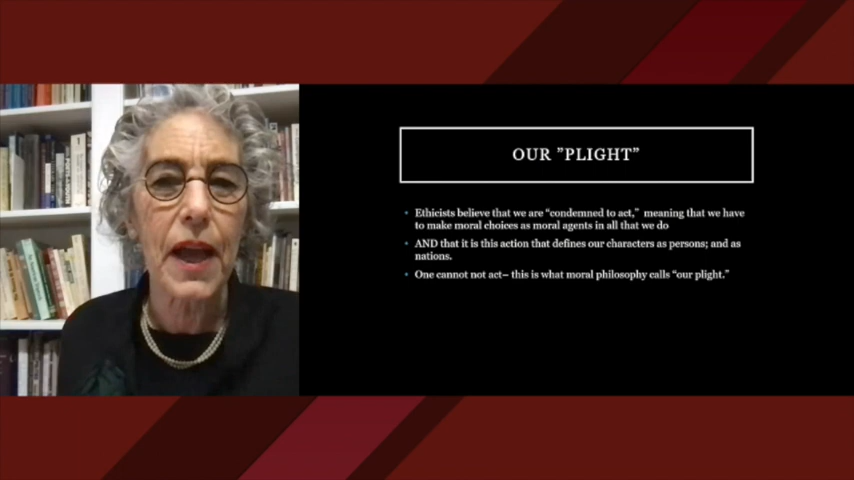 OUR ”PLIGHT”
• Ethicists believe that we are “condemned to act,” meaning that we have
to make moral choices as moral agents in all that we do
• AND that it is this action that defines our characters as persons; and as
nations.
• One cannot not act– this is what moral philosophy calls “our plight.”